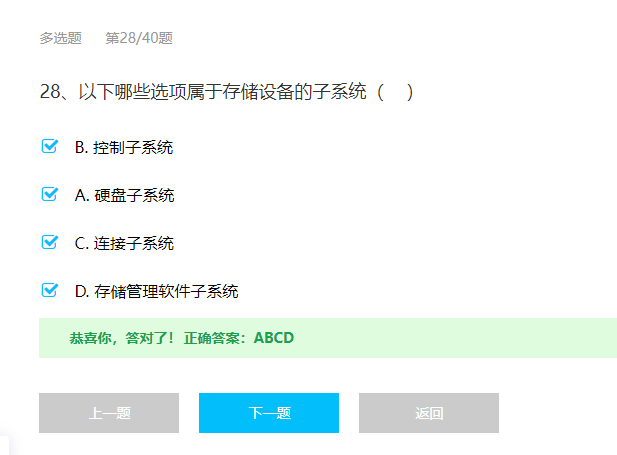 多选题 第28/40题
28、以下哪些选项属于存储设备的子系统（ ）
B. 控制子系统
A. 硬盘子系统
C. 连接子系统
D. 存储管理软件子系统
恭喜你，答对了！正确答案：ABCD
上一题 下一题 返回